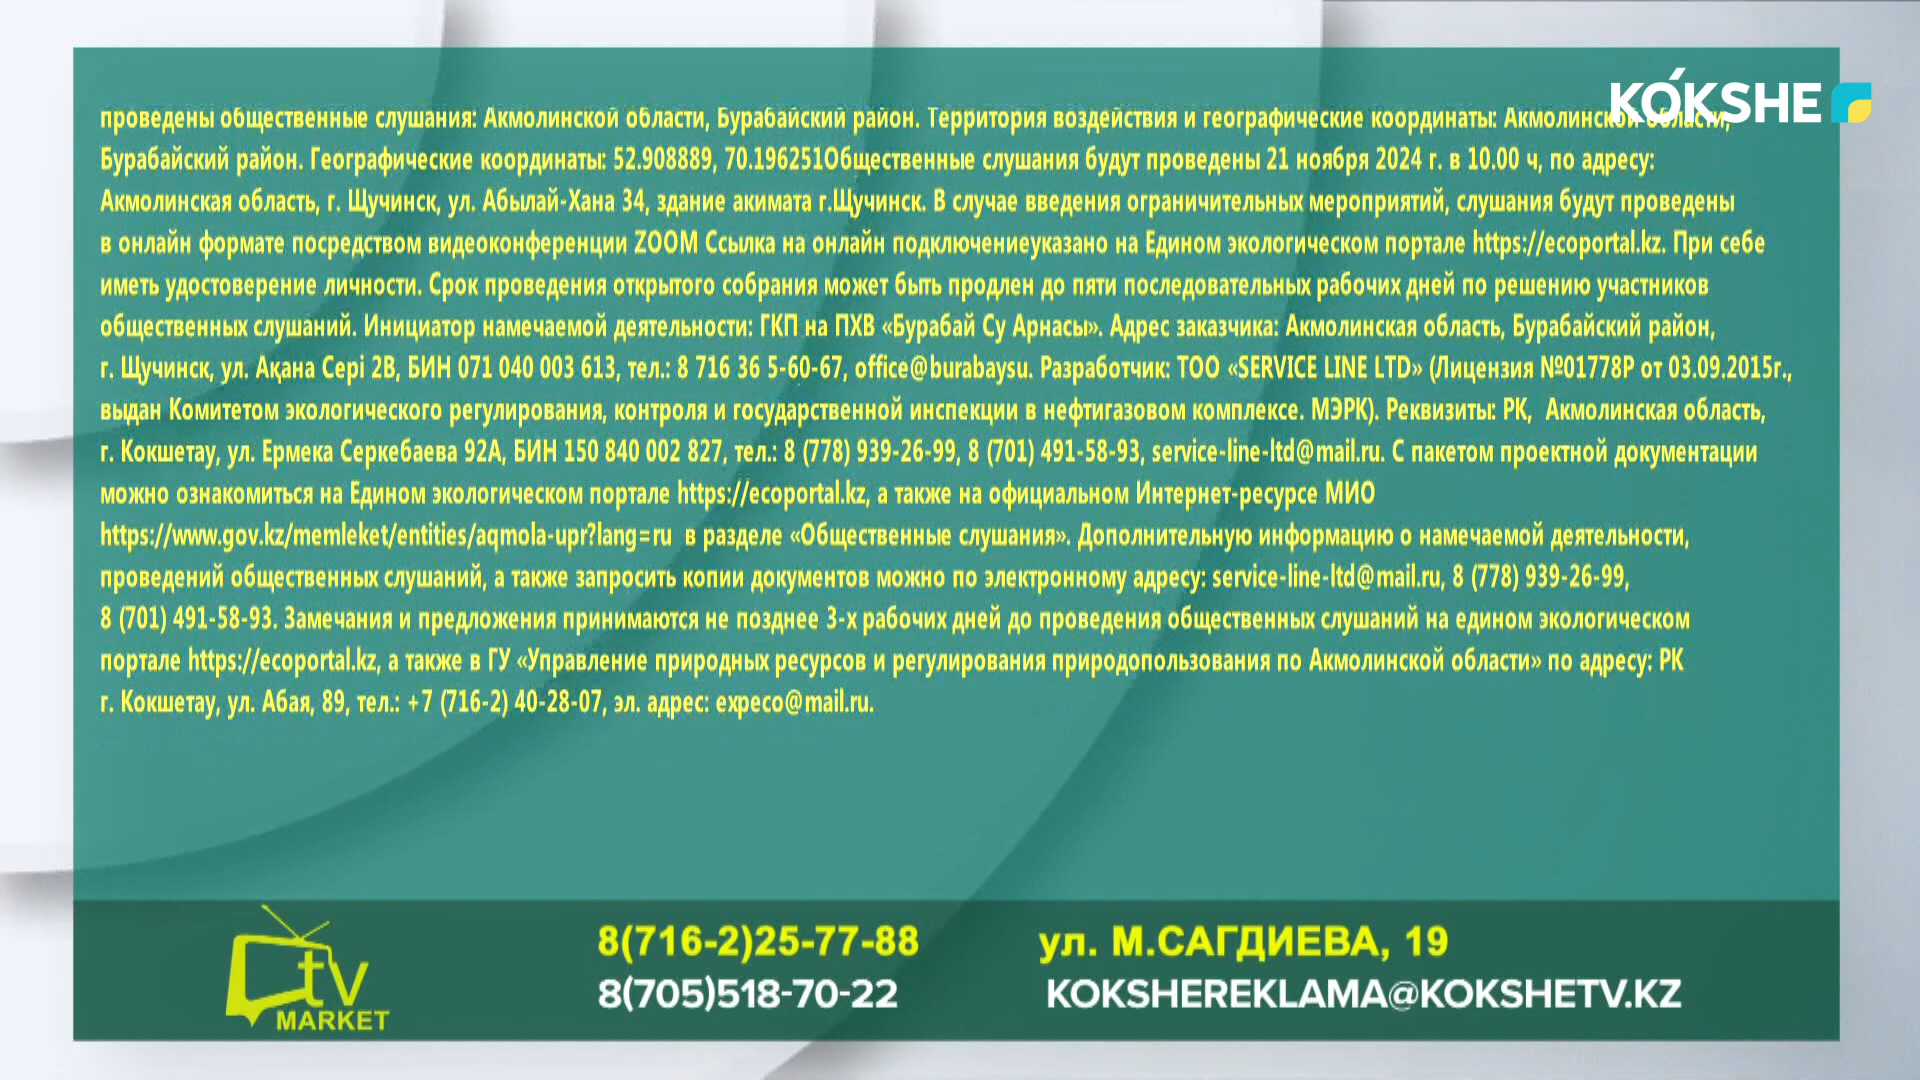 KÓKSHE
проведены общественные слушания: Акмолинской области, Бурабайский район. Территория воздействия и географические координаты: Акмолинской области,
Бурабайский район. Географические координаты: 52.908889, 70.196251Общественные слушания будут проведены 21 ноября 2024 г. в 10.00 ч, по адресу:
Акмолинская область, г. Щучинск, ул. Абылай-Хана 34, здание акимата г.Щучинск. В случае введения ограничительных мероприятий, слушания будут проведены
в онлайн формате посредством видеоконференции ZOOM Ссылка на онлайн подключениеуказано на Едином экологическом портале https://ecoportal.kz. При себе
иметь удостоверение личности. Срок проведения открытого собрания может быть продлен до пяти последовательных рабочих дней по решению участников
общественных слушаний. Инициатор намечаемой деятельности: ГКП на ПХВ «Бурабай Су Арнасы». Адрес заказчика: Акмолинская область, Бурабайский район,
г. Щучинск, ул. Ақана Сері 2В, БИН 071 040 003 613, тел.: 8 716 36 5-60-67, office@burabaysu. Разработчик: ТОО «SERVICE LINE LTD» (Лицензия №01778Р от 03.09.2015г.,
выдан Комитетом экологического регулирования, контроля и государственной инспекции в нефтигазовом комплексе. МЭРК). Реквизиты: РК, Акмолинская область,
г. Кокшетау, ул. Ермека Серкебаева 92А, БИН 150 840 002 827, тел.: 8 (778) 939-26-99, 8 (701) 491-58-93, service-line-ltd@mail.ru. С пакетом проектной документации
можно ознакомиться на Едином экологическом портале https://ecoportal.kz, а также на официальном Интернет-ресурсе МИО
https://www.gov.kz/memleket/entities/aqmola-upr?lang=ru в разделе «Общественные слушания». Дополнительную информацию о намечаемой деятельности,
проведений общественных слушаний, а также запросить копии документов можно по электронному адресу: service-line-ltd@mail.ru, 8 (778) 939-26-99,
8 (701) 491-58-93. Замечания и предложения принимаются не позднее 3-х рабочих дней до проведения общественных слушаний на едином экологическом
портале https://ecoportal.kz, а также в ГУ «Управление природных ресурсов и регулирования природопользования по Акмолинской области» по адресу: РК
г. Кокшетау, ул. Абая, 89, тел.: +7 (716-2) 40-28-07, эл. адрес: expeco@mail.ru.
tv MARKET
8(716-2)25-77-88
8(705)518-70-22
ул. М.САГДИЕВА, 19
KOKSHEREKLAMA@KOKSHETV.KZ